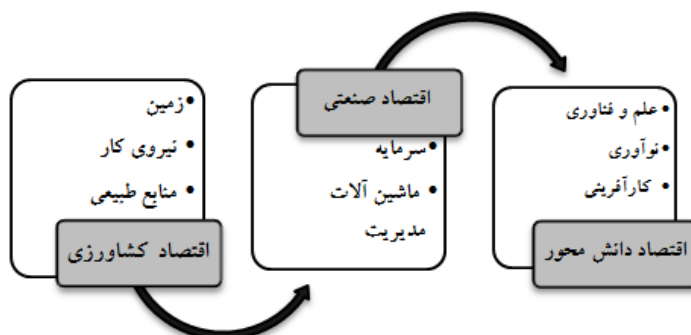 •زمین
• نیروی کار
• منابع طبیعی
اقتصاد کشاورزی
اقتصاد صنعتی
•سرمایه
• ماشین آلات
مدیریت
•علم و فناوری
•نوآوری
• کارآفرینی
اقتصاد دانش محور